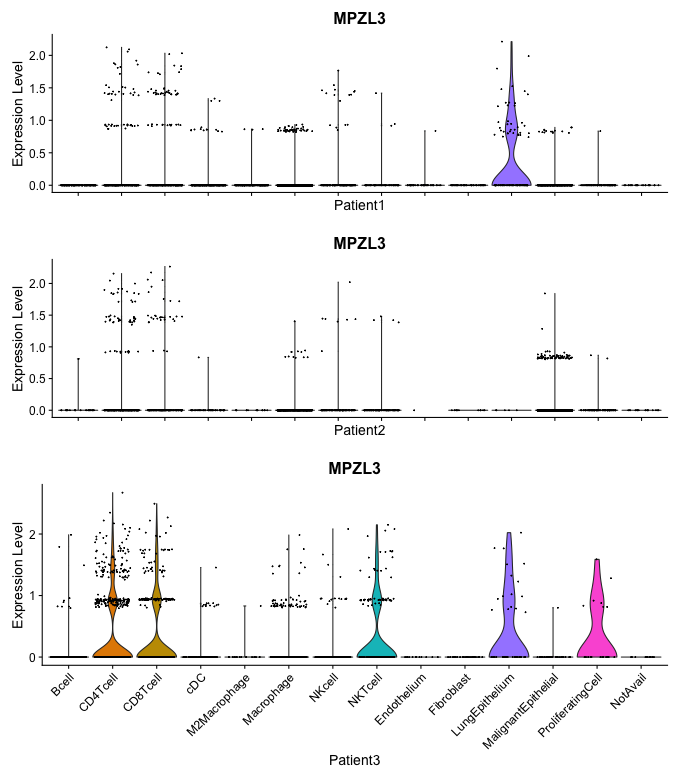 MPZL3
Expression Level
2.0
1.5
1.0
0.5
0.0
Patient1
MPZL3
Expression Level
2.0
1.5
1.0
0.5
0.0
Patient2
MPZL3
Expression Level
2
1
0
Bcell
CD4Tcell
CD8Tcell
cDC
M2Macrophage
Macrophage
NKcell
NKTcell
Endothelium
Fibroblast
LungEpithelium
MalignantEpithelial
ProliferatingCell
NotAvail
Patient3